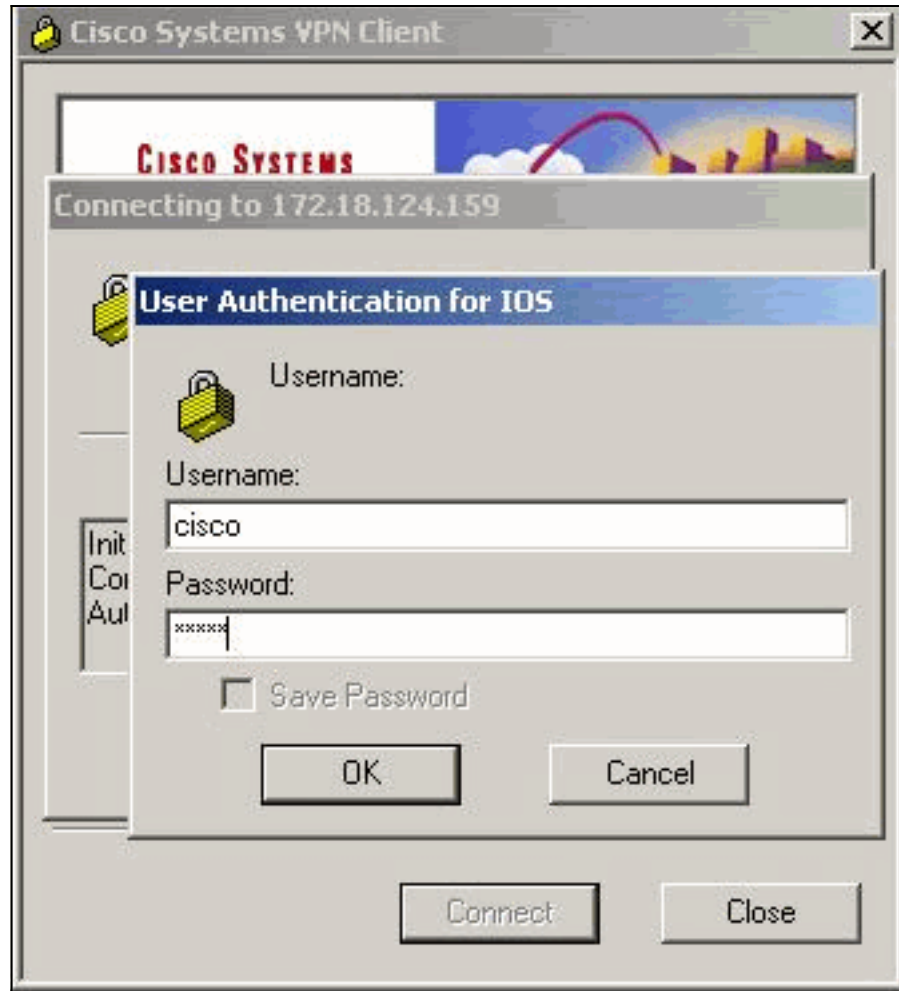 Cisco Systems VPN Client
CISCO SYSTEMS
Connecting to 172.18.124.159
User Authentication for IOS
Username:
Username:
cisco
Init
Password:
*****
Save Password
OK
Cancel
Connect
Close